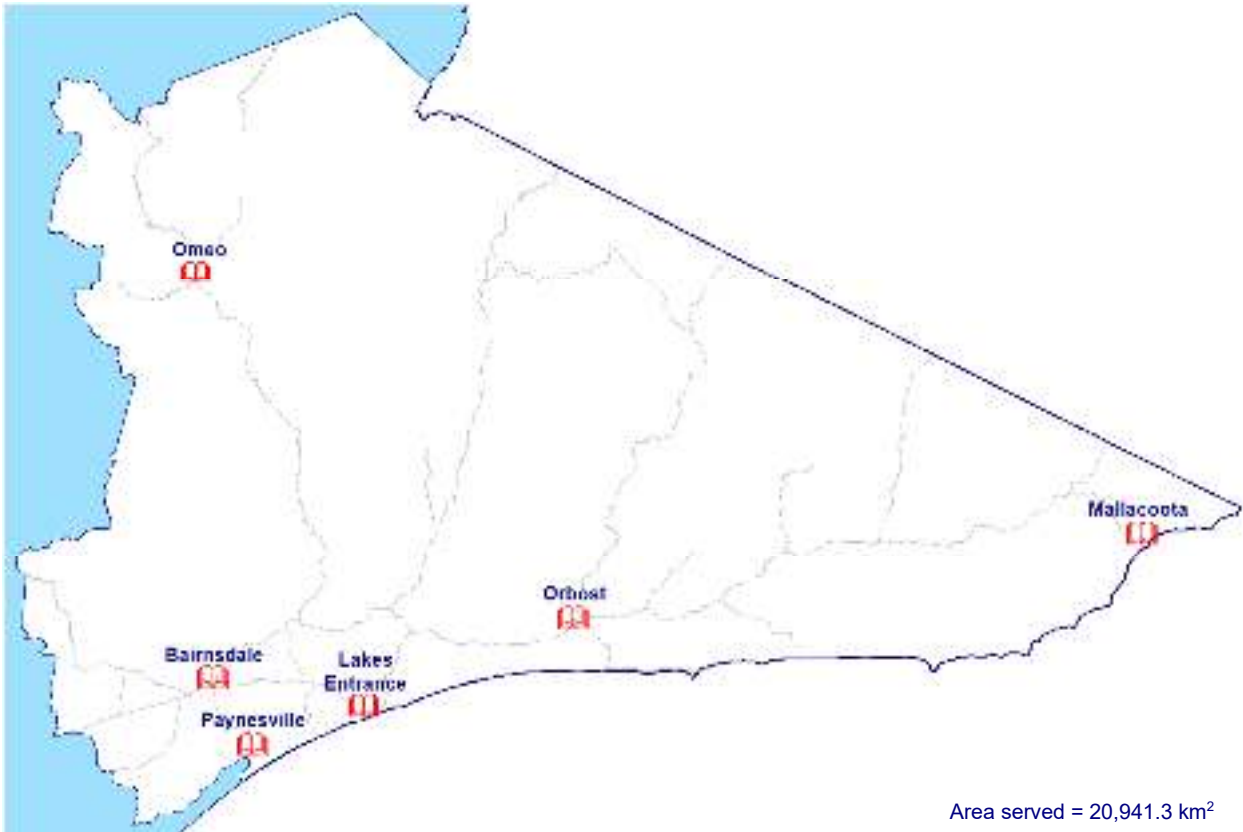 Omeo
Mallacoota
Orbost
Bairnsdale
Lakes
Entrance
Paynesville
Area served = 20,941.3 km²